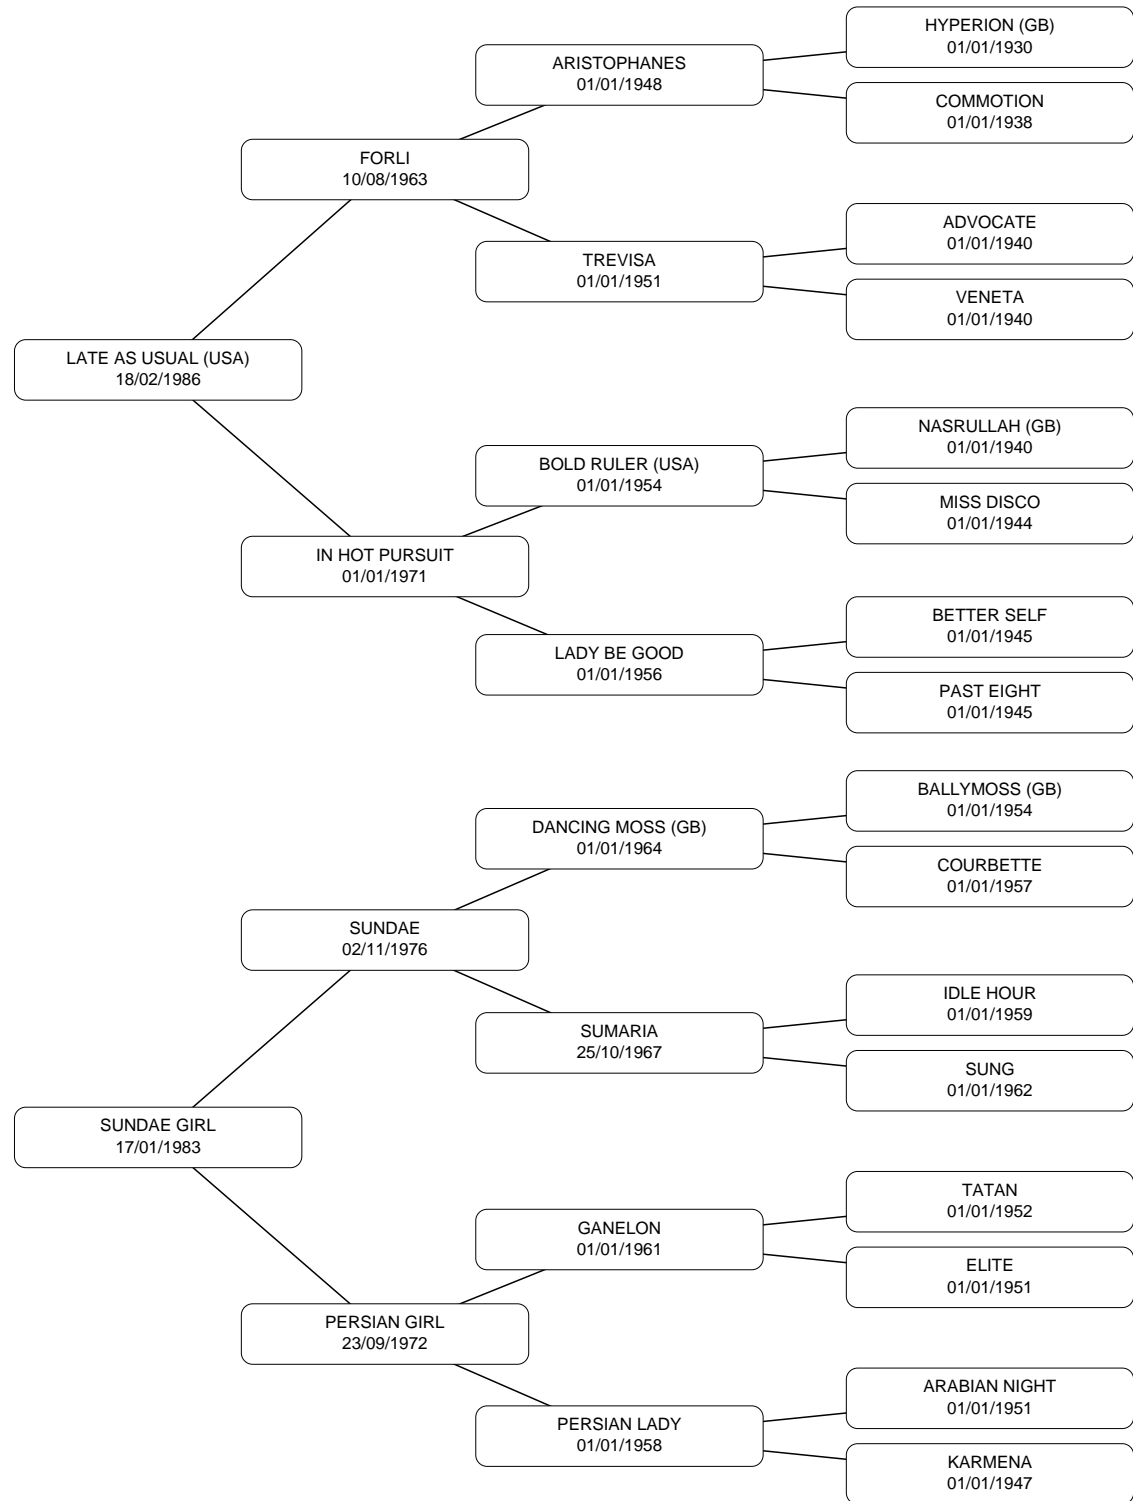 HYPERION (GB)
01/01/1930
ARISTOPHANES
01/01/1948
COMMOTION
01/01/1938
FORLI
10/08/1963
ADVOCATE
01/01/1940
TREVISA
01/01/1951
VENETA
01/01/1940
LATE AS USUAL (USA)
18/02/1986
NASRULLAH (GB)
01/01/1940
BOLD RULER (USA)
01/01/1954
MISS DISCO
01/01/1944
IN HOT PURSUIT
01/01/1971
BETTER SELF
01/01/1945
LADY BE GOOD
01/01/1956
PAST EIGHT
01/01/1945
BALLYMOSS (GB)
01/01/1954
DANCING MOSS (GB)
01/01/1964
COURBETTE
01/01/1957
SUNDAE
02/11/1976
IDLE HOUR
01/01/1959
SUMARIA
25/10/1967
SUNG
01/01/1962
SUNDAE GIRL
17/01/1983
TATAN
01/01/1952
GANELON
01/01/1961
ELITE
01/01/1951
PERSIAN GIRL
23/09/1972
ARABIAN NIGHT
01/01/1951
PERSIAN LADY
01/01/1958
KARMENA
01/01/1947